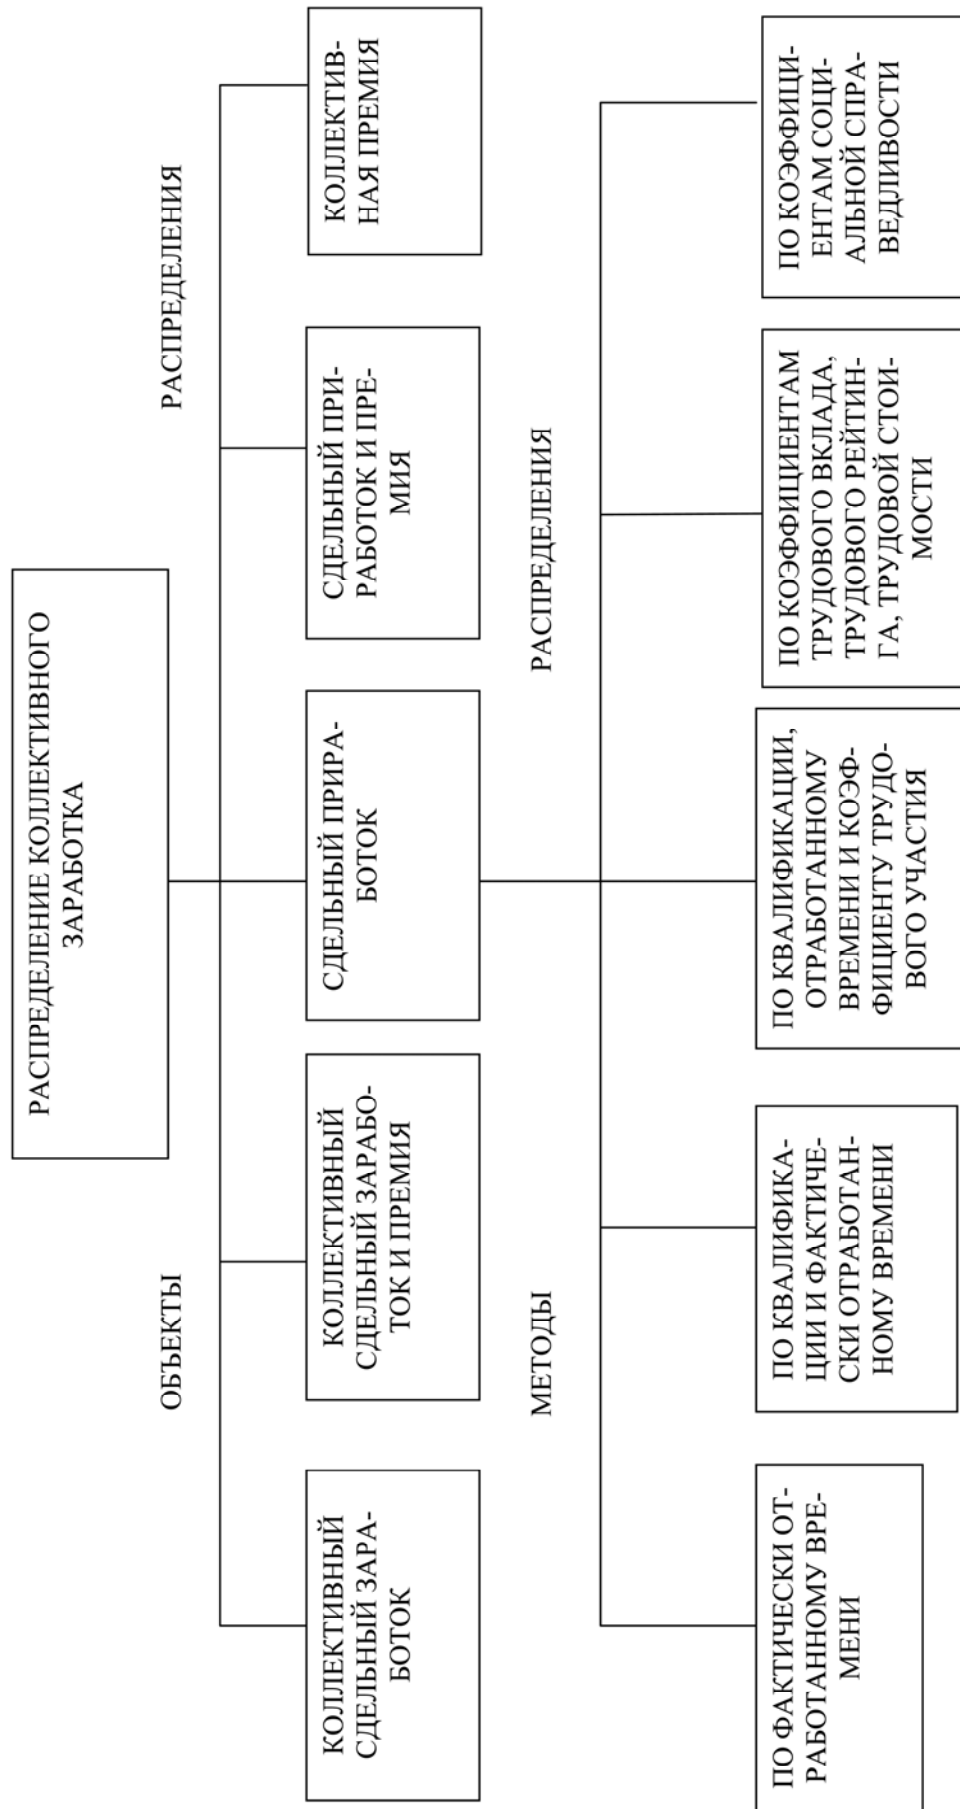 РАСПРЕДЕЛЕНИЕ КОЛЛЕКТИВНОГО
ЗАРАБОТКА
ОБЪЕКТЫ
РАСПРЕДЕЛЕНИЯ
КОЛЛЕКТИВНЫЙ
СДЕЛЬНЫЙ ЗАРА-
БОТОК
КОЛЛЕКТИВНЫЙ
СДЕЛЬНЫЙ ЗАРАБО-
ТОК И ПРЕМИЯ
СДЕЛЬНЫЙ ПРИРА-
БОТОК
СДЕЛЬНЫЙ ПРИ-
РАБОТОК И ПРЕ-
МИЯ
КОЛЛЕКТИВ-
НАЯ ПРЕМИЯ
МЕТОДЫ
РАСПРЕДЕЛЕНИЯ
ПО ФАКТИЧЕСКИ ОТ-
РАБОТАННОМУ ВРЕ-
МЕНИ
ПО КВАЛИФИКА-
ЦИИ И ФАКТИЧЕ-
СКИ ОТРАБОТАН-
НОМУ ВРЕМЕНИ
ПО КВАЛИФИКАЦИИ,
ОТРАБОТАННОМУ
ВРЕМЕНИ И КОЭФ-
ФИЦИЕНТУ ТРУДО-
ВОГО УЧАСТИЯ
ПО КОЭФФИЦИЕНТАМ
ТРУДОВОГО ВКЛАДА,
ТРУДОВОГО РЕЙТИН-
ГА, ТРУДОВОЙ СТОИ-
МОСТИ
ПО КОЭФФИЦИ-
ЕНТАМ СОЦИ-
АЛЬНОЙ СПРА-
ВЕДЛИВОСТИ